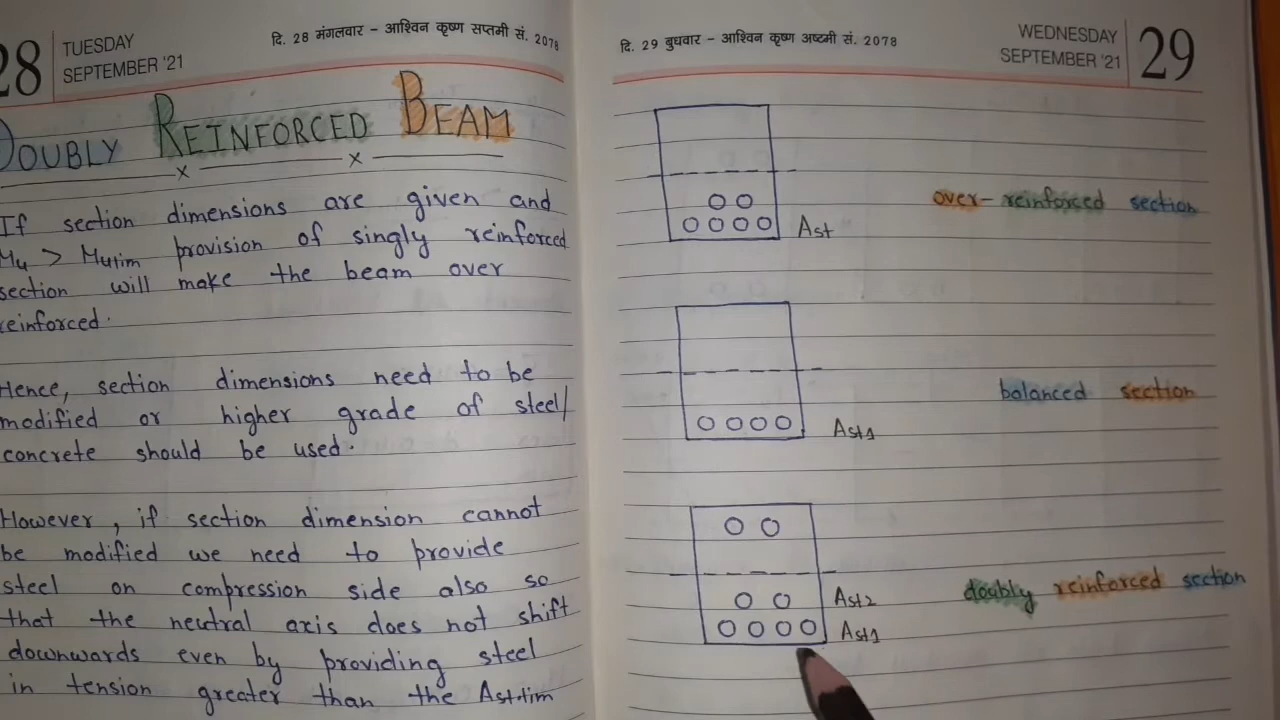 28
TUESDAY
SEPTEMBER '21
दि. 28 मंगलवार – आश्विन कृष्ण सप्तमी सं. 2078
DOUBLY REINFORCED BEAM
If section dimensions are given and
Mu > Mulim provision of singly reinforced
section will make the beam over
reinforced.
Hence, section dimensions need to be
modified or higher grade of steel/
concrete should be used.
However, if section dimension cannot
be modified we need to provide
steel on compression side also so
that the neutral axis does not shift
downwards even by providing steel
in tension greater than the Ast,lim
दि. 29 बुधवार – आश्विन कृष्ण अष्टमी सं. 2078
WEDNESDAY
SEPTEMBER '21
29
over-reinforced section
Ast
balanced section
Ast1
Ast2
doubly reinforced section
Ast1